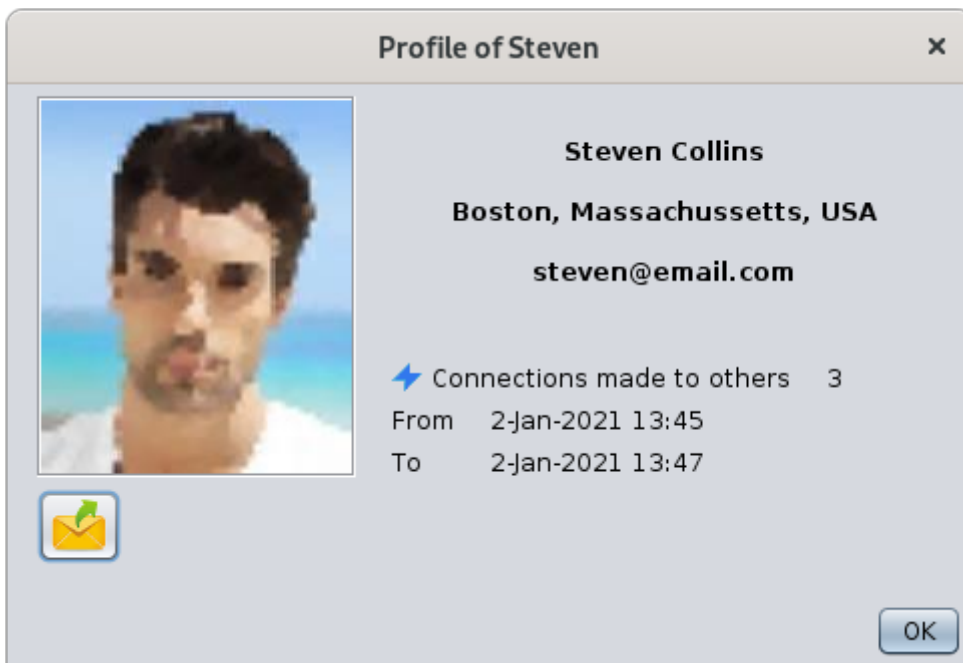 Profile of Steven
Steven Collins
Boston, Massachussetts, USA
steven@email.com
Connections made to others 3
From 2-Jan-2021 13:45
To 2-Jan-2021 13:47
OK